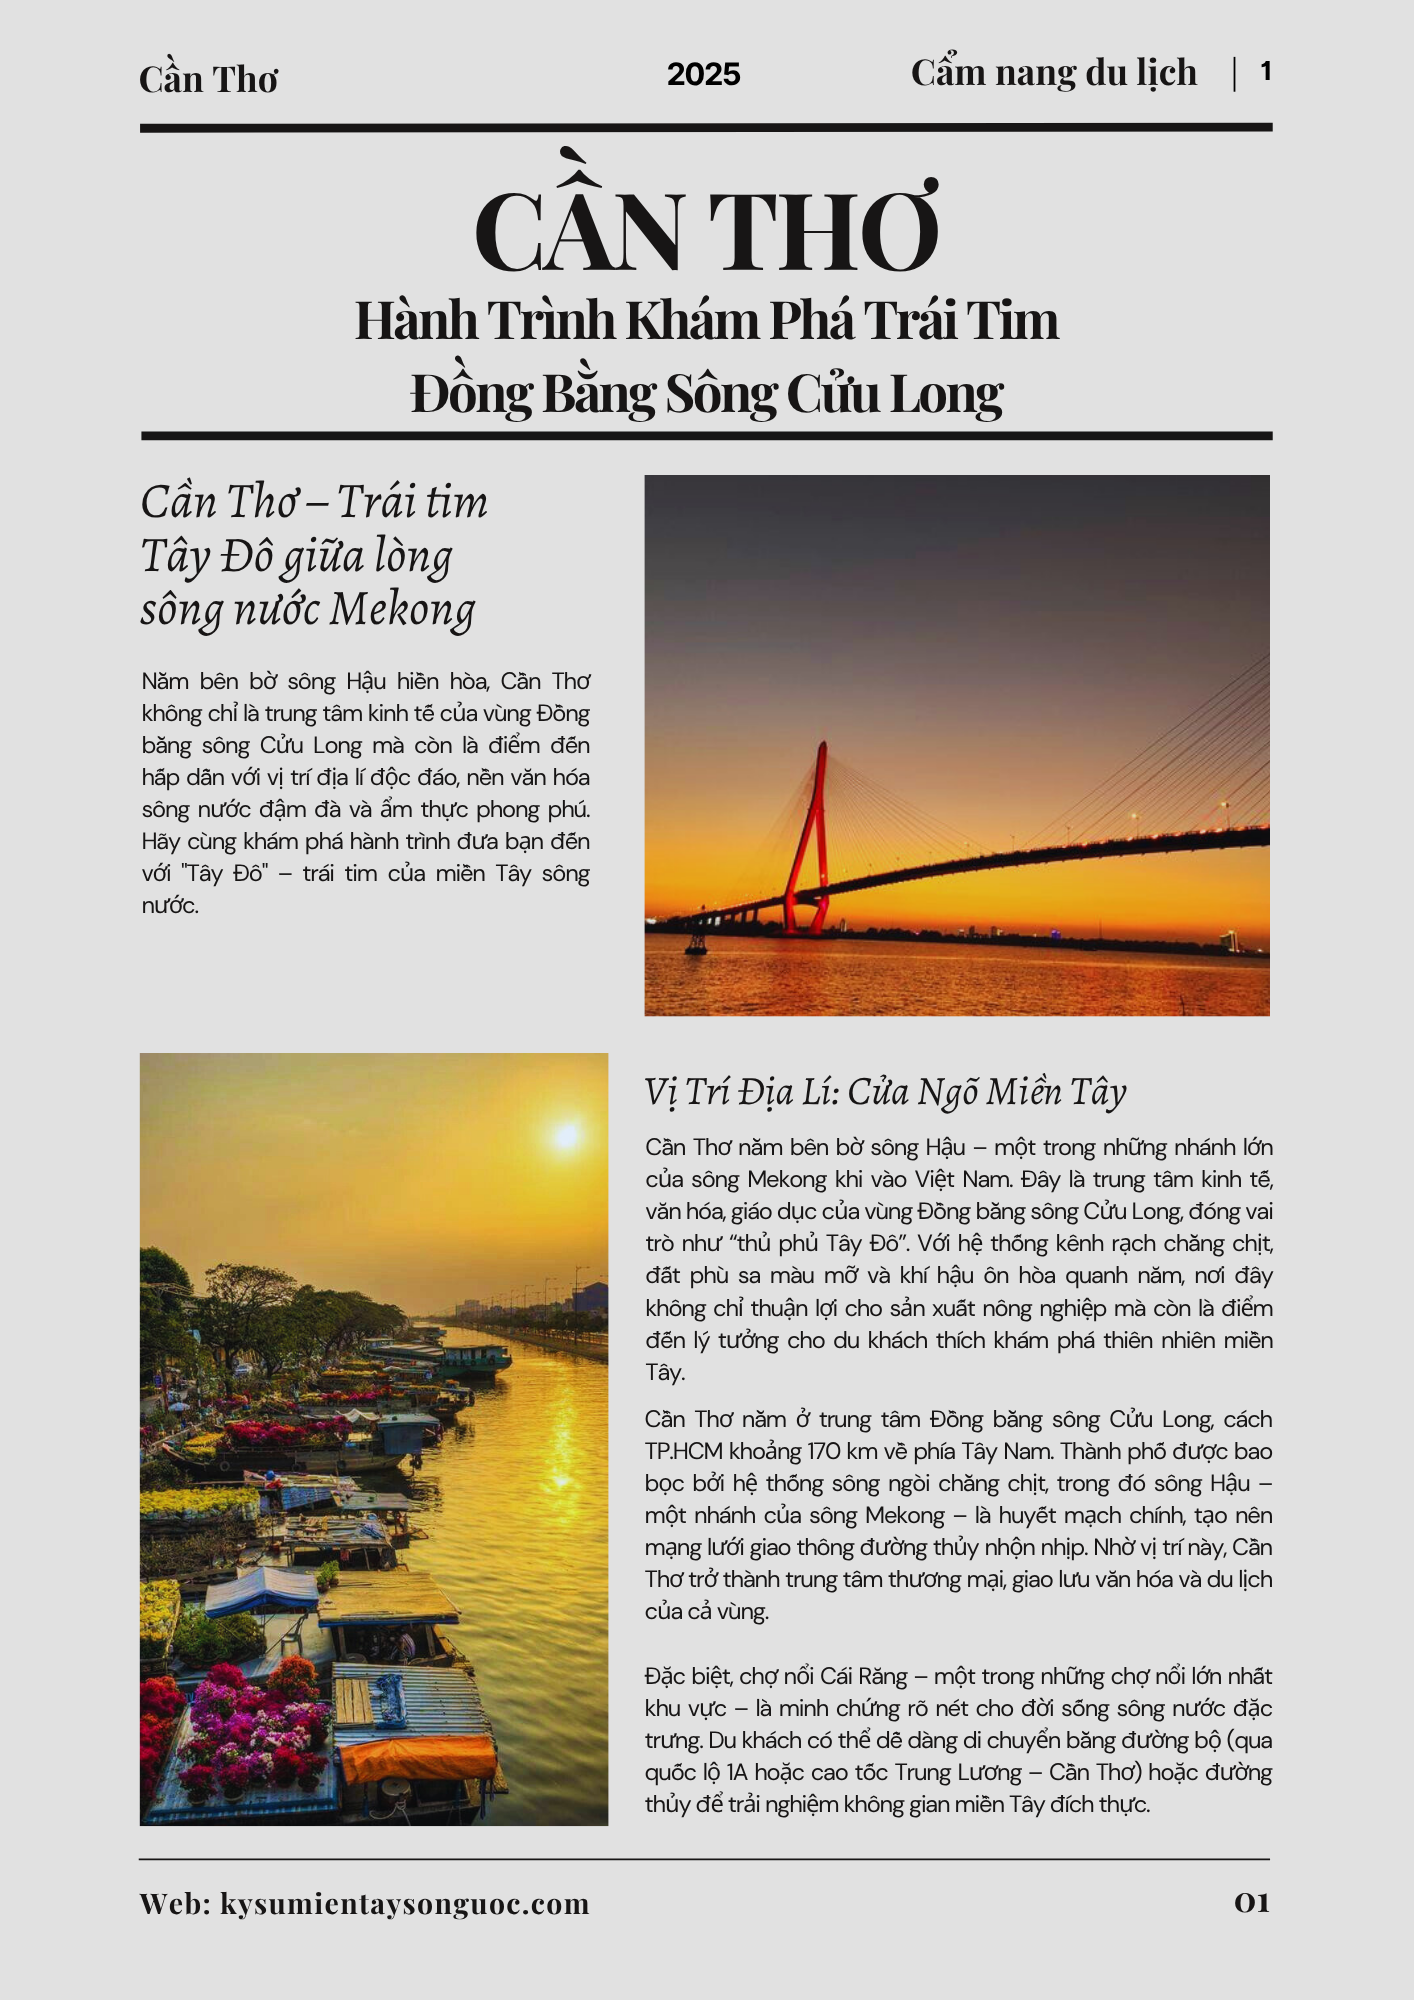 Cần Thơ
2025
Cẩm nang du lịch | 1
CẦN THƠ
Hành Trình Khám Phá Trái Tim
Đồng Bằng Sông Cửu Long
Cần Thơ – Trái tim
Tây Đô giữa lòng
sông nước Mekong
Nằm bên bờ sông Hậu hiền hòa, Cần Thơ
không chỉ là trung tâm kinh tế của vùng Đồng
bằng sông Cửu Long mà còn là điểm đến
hấp dẫn với vị trí địa lí độc đáo, nền văn hóa
sông nước đậm đà và ẩm thực phong phú.
Hãy cùng khám phá hành trình đưa bạn đến
với "Tây Đô" – trái tim của miền Tây sông
nước.
Vị Trí Địa Lí: Cửa Ngõ Miền Tây
Cần Thơ nằm bên bờ sông Hậu – một trong những nhánh lớn
của sông Mekong khi vào Việt Nam. Đây là trung tâm kinh tế,
văn hóa, giáo dục của vùng Đồng bằng sông Cửu Long, đóng vai
trò như “thủ phủ Tây Đô”. Với hệ thống kênh rạch chằng chịt,
đất phù sa màu mỡ và khí hậu ôn hòa quanh năm, nơi đây
không chỉ thuận lợi cho sản xuất nông nghiệp mà còn là điểm
đến lý tưởng cho du khách thích khám phá thiên nhiên miền
Tây.
Cần Thơ nằm ở trung tâm Đồng bằng sông Cửu Long, cách
TP.HCM khoảng 170 km về phía Tây Nam. Thành phố được bao
bọc bởi hệ thống sông ngòi chằng chịt, trong đó sông Hậu –
một nhánh của sông Mekong – là huyết mạch chính, tạo nên
mạng lưới giao thông đường thủy nhộn nhịp. Nhờ vị trí này, Cần
Thơ trở thành trung tâm thương mại, giao lưu văn hóa và du lịch
của cả vùng.
Đặc biệt, chợ nổi Cái Răng – một trong những chợ nổi lớn nhất
khu vực – là minh chứng rõ nét cho đời sống sông nước đặc
trưng. Du khách có thể dễ dàng di chuyển bằng đường bộ (qua
quốc lộ 1A hoặc cao tốc Trung Lương – Cần Thơ) hoặc đường
thủy để trải nghiệm không gian miền Tây đích thực.
Web: kysumientaysonguoc.com
01